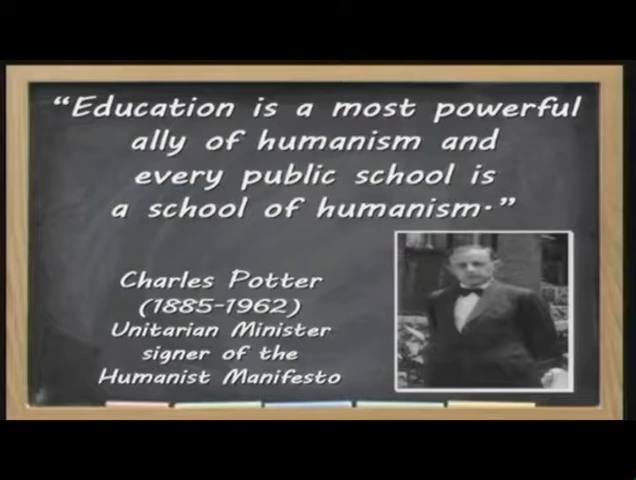 “Education is a most powerful
ally of humanism and
every public school is
a school of humanism.”
Charles Potter
(1885-1962)
Unitarian Minister
signer of the
Humanist Manifesto